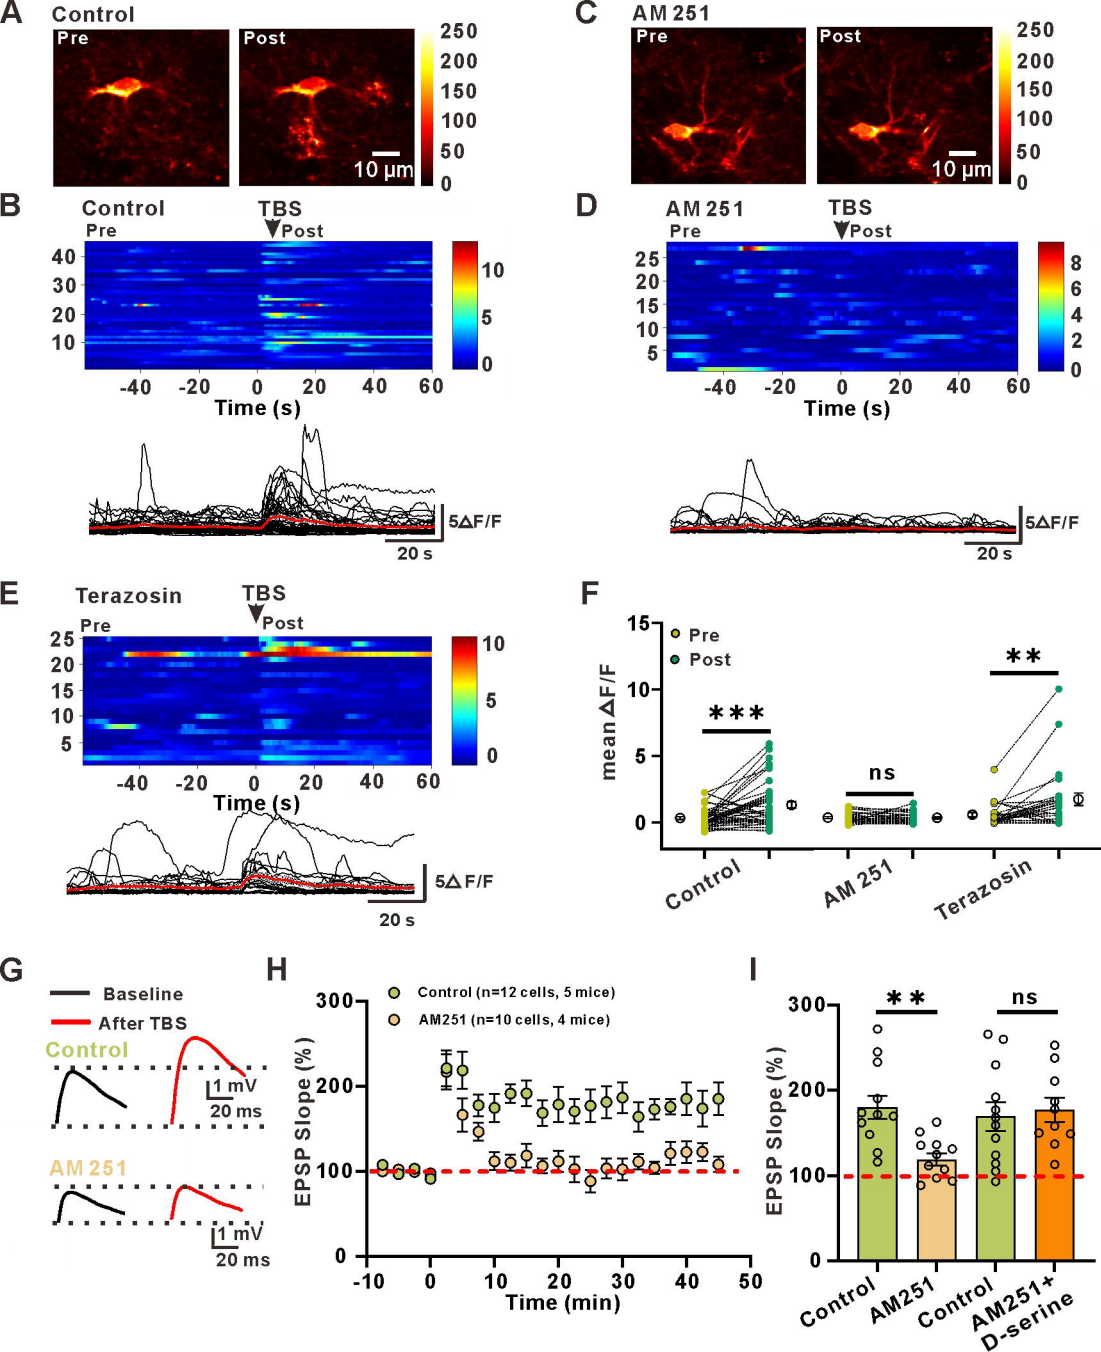 A
Control
Pre
Post
10 µm
250
200
150
100
50
0
C
AM 251
Pre
Post
10 µm
250
200
150
100
50
0
B
Control
TBS
Pre
Post
40
30
20
10
10
5
0
-40
-20
0
20
40
60
Time (s)
5△F/F
20 s
D
AM 251
TBS
Pre
Post
25
20
15
10
5
8
6
4
2
0
-40
-20
0
20
40
60
Time (s)
5△F/F
20 s
E
Terazosin
TBS
Pre
Post
25
20
15
10
5
10
5
0
-40
-20
0
20
40
60
Time (s)
5△F/F
20 s
F
15
10
5
0
mean △F/F
Pre
Post
***
ns
**
Control
AM 251
Terazosin
G
Baseline
After TBS
Control
1 mV
20 ms
AM 251
1 mV
20 ms
H
Control (n=12 cells, 5 mice)
AM251 (n=10 cells, 4 mice)
300
200
100
0
EPSP Slope (%)
-10
0
10
20
30
40
50
Time (min)
I
**
ns
300
200
100
0
EPSP Slope (%)
Control
AM251
Control
AM251+
D-serine